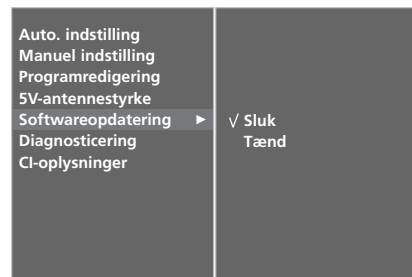 Auto. indstilling
Manuel indstilling
Programredigering
5V-antennestyrke
Softwareopdatering ►
Diagnosticering
CI-oplysninger
√ Sluk
Tænd